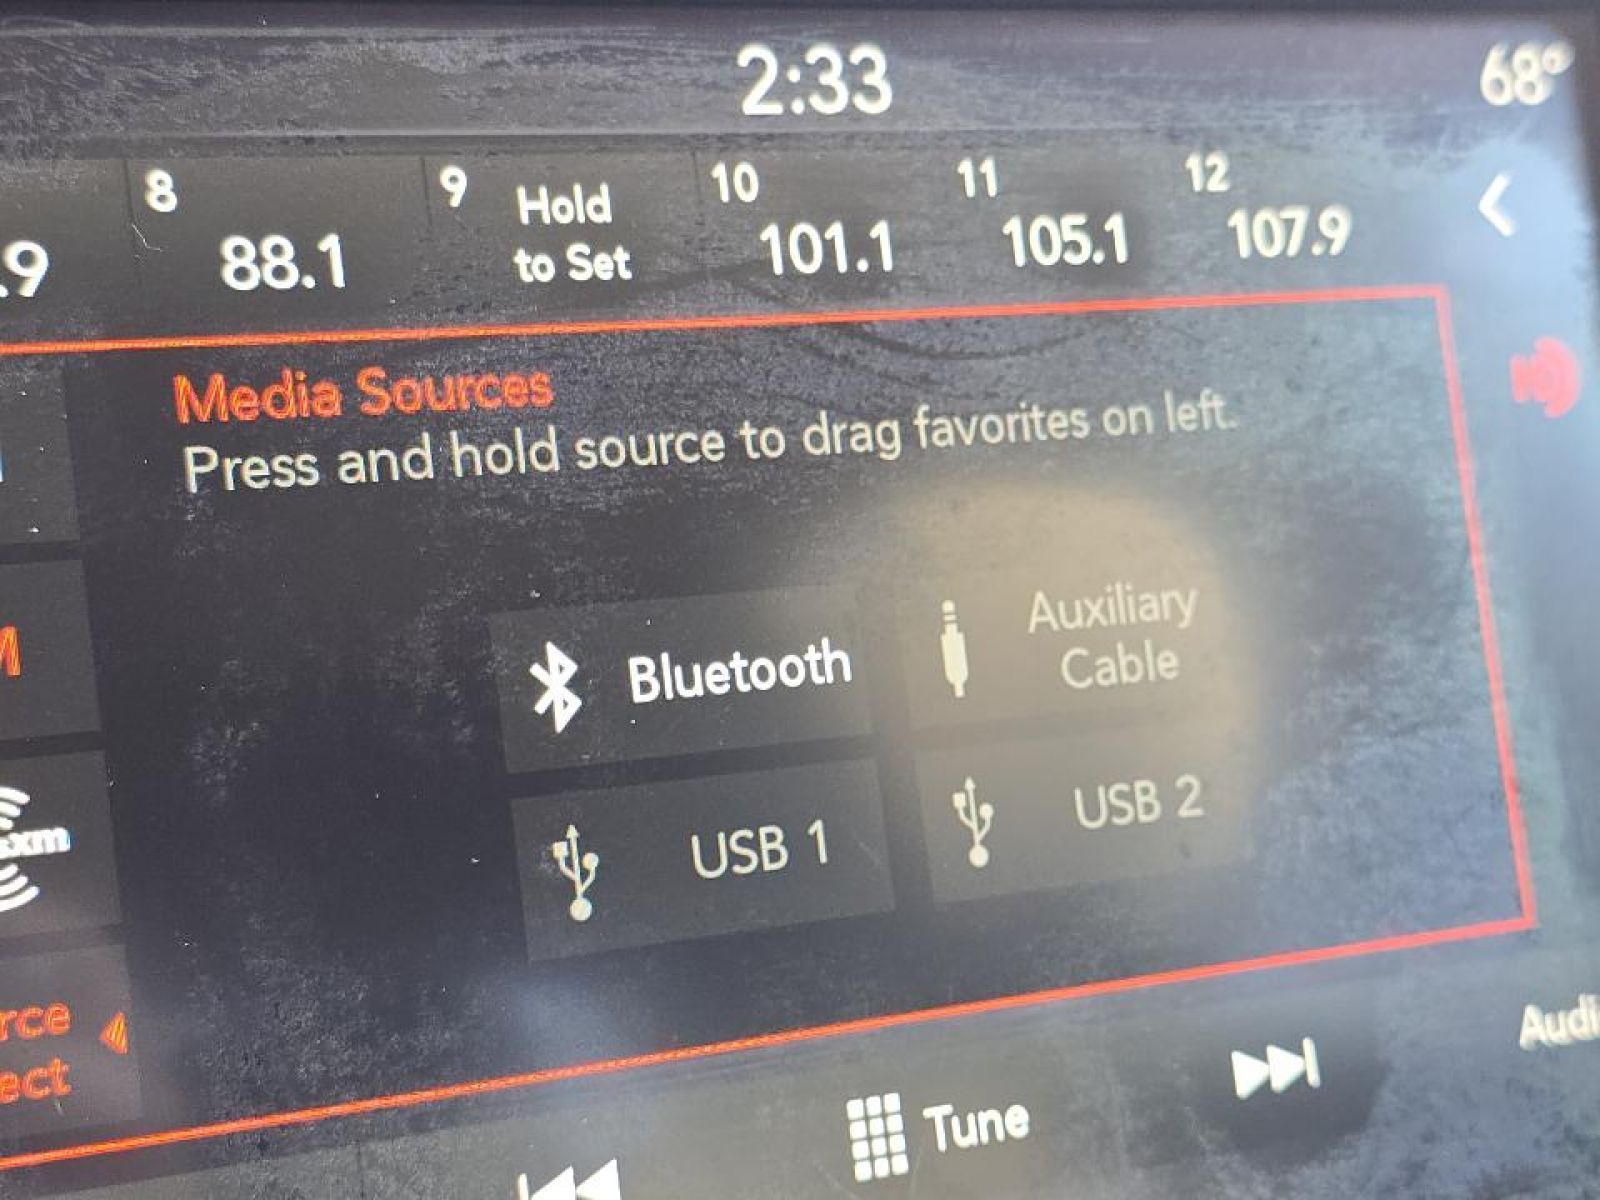 2:33
68°
8
9
Hold
10
11
12
.9
88.1
to Set
101.1
105.1
107.9
Media Sources
Press and hold source to drag favorites on left.
Bluetooth
Auxiliary
Cable
USB 1
USB 2
Tune